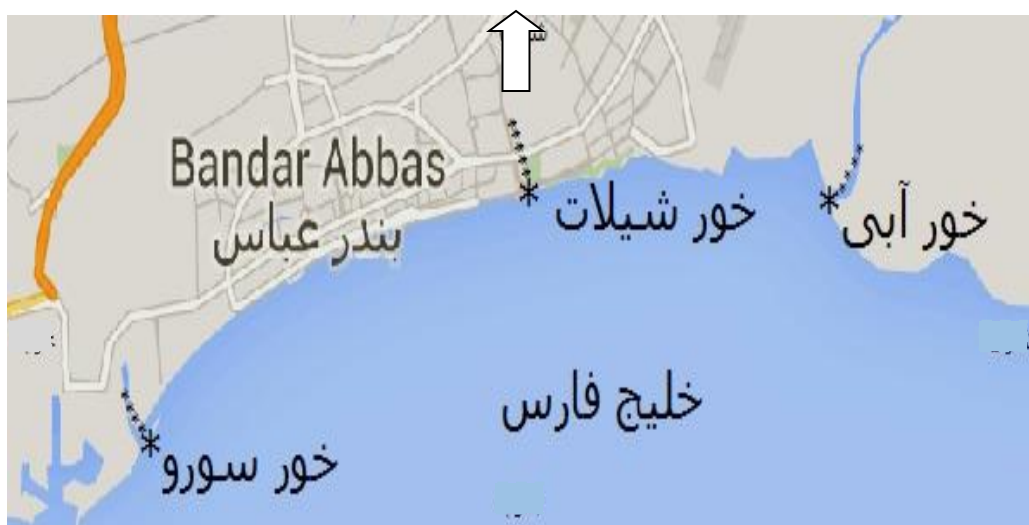 Bandar Abbas
بندر عباس
خور شیلات
خور آبی
خلیج فارس
خور سورو